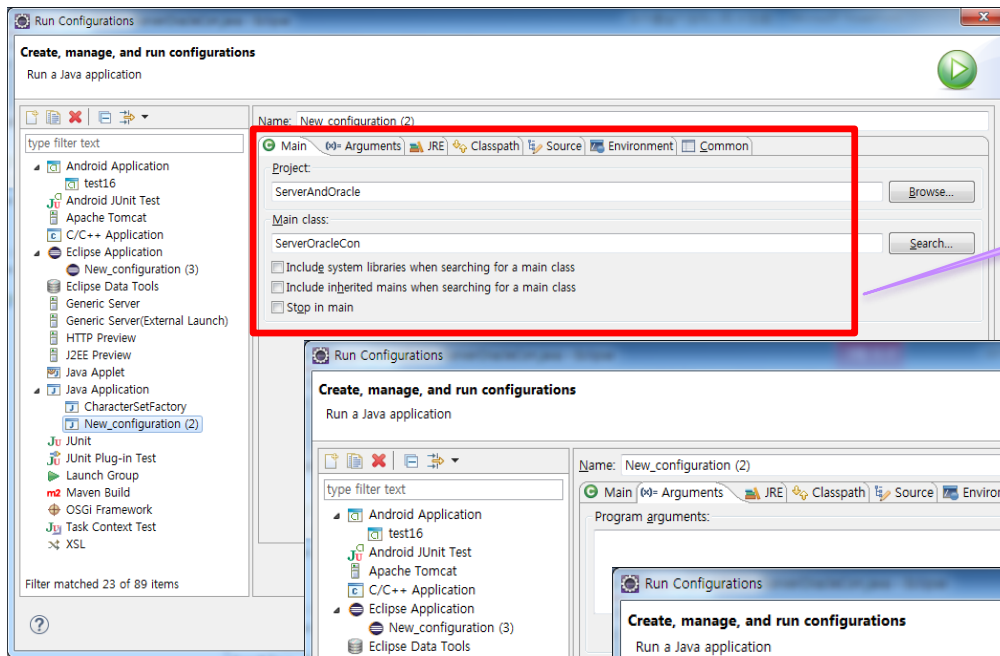 Run Configurations
Create, manage, and run configurations
Run a Java application
type filter text
Android Application
test16
Android JUnit Test
Apache Tomcat
C/C++ Application
Eclipse Application
New_configuration (3)
Eclipse Data Tools
Generic Server
Generic Server(External Launch)
HTTP Preview
J2EE Preview
Java Applet
Java Application
CharacterSetFactory
New_configuration (2)
JUnit
JUnit Plug-in Test
Launch Group
Maven Build
OSGi Framework
Task Context Test
XSL
Filter matched 23 of 89 items
Name: New_configuration (2)
Main (x)= Arguments JRE Classpath Source Environment Common
Project:
ServerAndOracle
Browse...
Main class:
ServerOracleCon
Search...
Include system libraries when searching for a main class
Include inherited mains when searching for a main class
Stop in main
Run Configurations
Create, manage, and run configurations
Run a Java application
type filter text
Android Application
test16
Android JUnit Test
Apache Tomcat
C/C++ Application
Eclipse Application
New_configuration (3)
Eclipse Data Tools
Name: New_configuration (2)
Main (x)= Arguments JRE Classpath Source Environ
Program arguments:
Run Configurations
Create, manage, and run configurations
Run a Java application